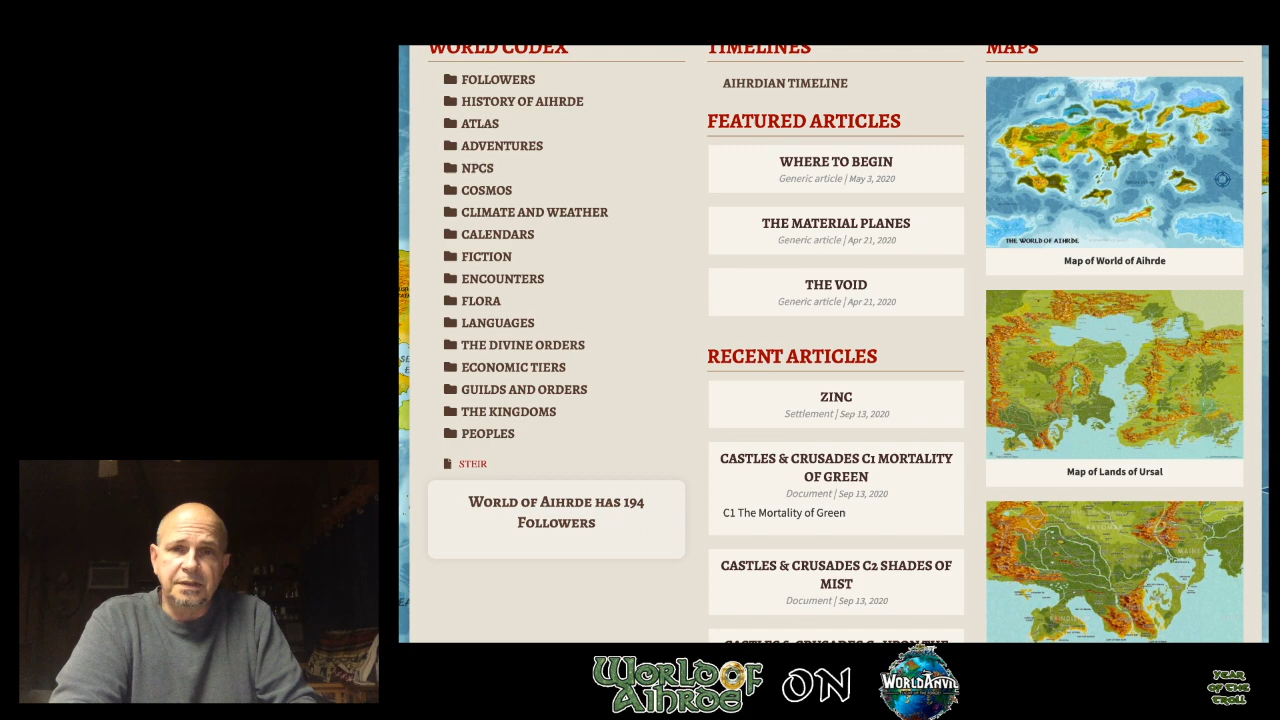 WORLD CODEX
FOLLOWERS
HISTORY OF AIHRDE
ATLAS
ADVENTURES
NPCS
COSMOS
CLIMATE AND WEATHER
CALENDARS
FICTION
ENCOUNTERS
FLORA
LANGUAGES
THE DIVINE ORDERS
ECONOMIC TIERS
GUILDS AND ORDERS
THE KINGDOMS
PEOPLES
STEIR
World of Aihrde has 194
Followers
TIMELINES
AIHRDIAN TIMELINE
FEATURED ARTICLES
WHERE TO BEGIN
Generic article | May 3, 2020
THE MATERIAL PLANES
Generic article | Apr 21, 2020
THE VOID
Generic article | Apr 21, 2020
RECENT ARTICLES
ZINC
Settlement | Sep 13, 2020
CASTLES & CRUSADES C1 MORTALITY
OF GREEN
Document | Sep 13, 2020
C1 The Mortality of Green
CASTLES & CRUSADES C2 SHADES OF
MIST
Document | Sep 13, 2020
MAPS
THE WORLD OF AIHRDE
Map of World of Aihrde
Map of Lands of Ursal
World of
Aihrde
ON
WorldAnvil
YEAR
OF THE
TROLL